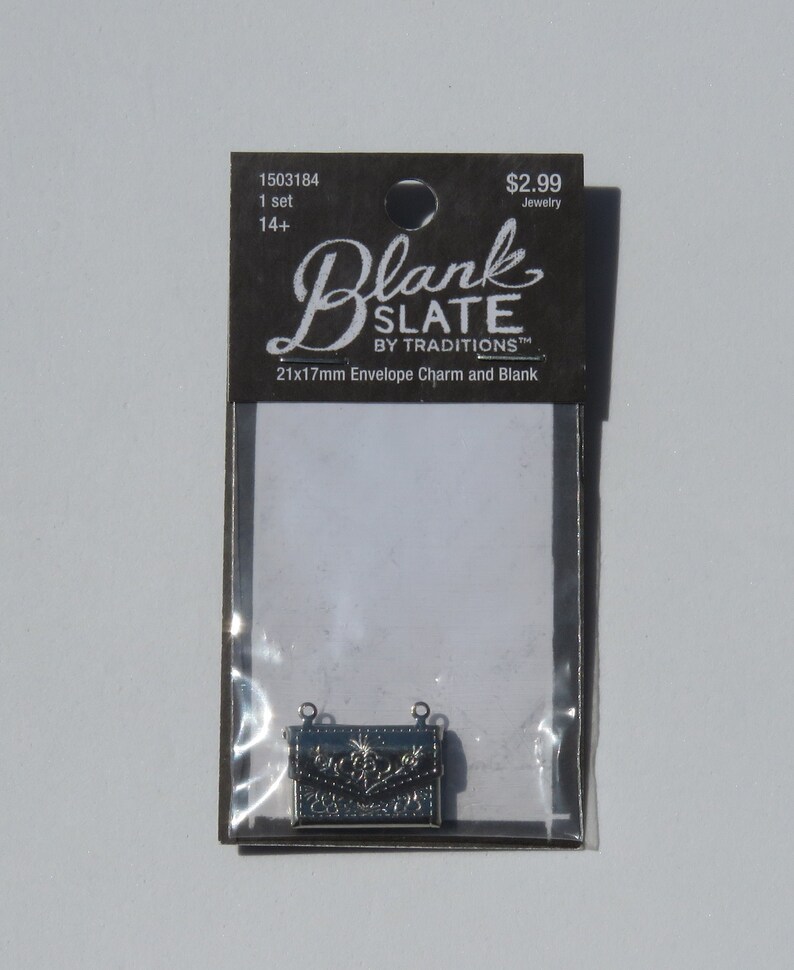 1503184
$2.99
1 set
Jewelry
14+
Blank
SLATE
BY TRADITIONS™
21x17mm Envelope Charm and Blank